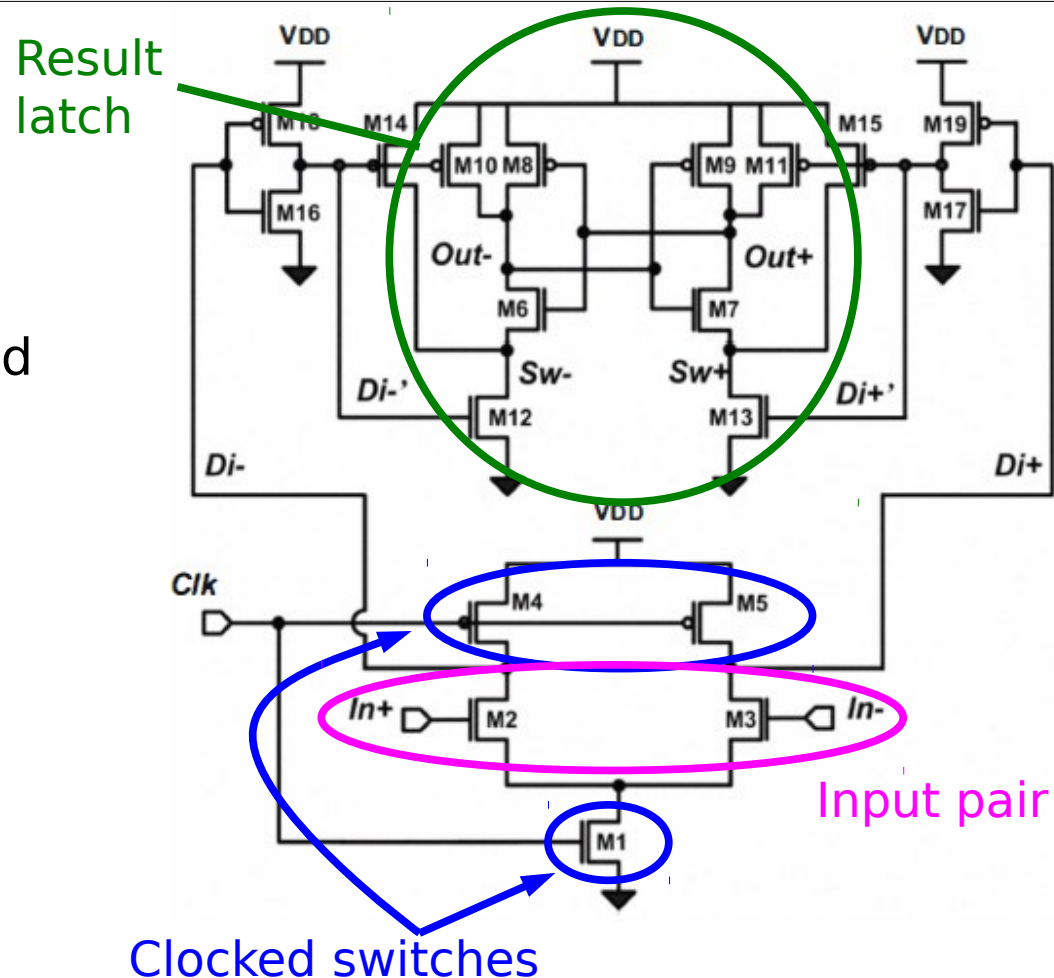 Result
latch
VDD
VDD
VDD
M18
M14
M10
M8
M9
M11
M15
M19
M16
M17
Out-
Out+
M6
M7
Sw-
Sw+
d
Di-’
M12
M13
Di+’
Di-
Di+
VDD
Clk
M4
M5
In+
M2
M3
In-
Input pair
M1
Clocked switches